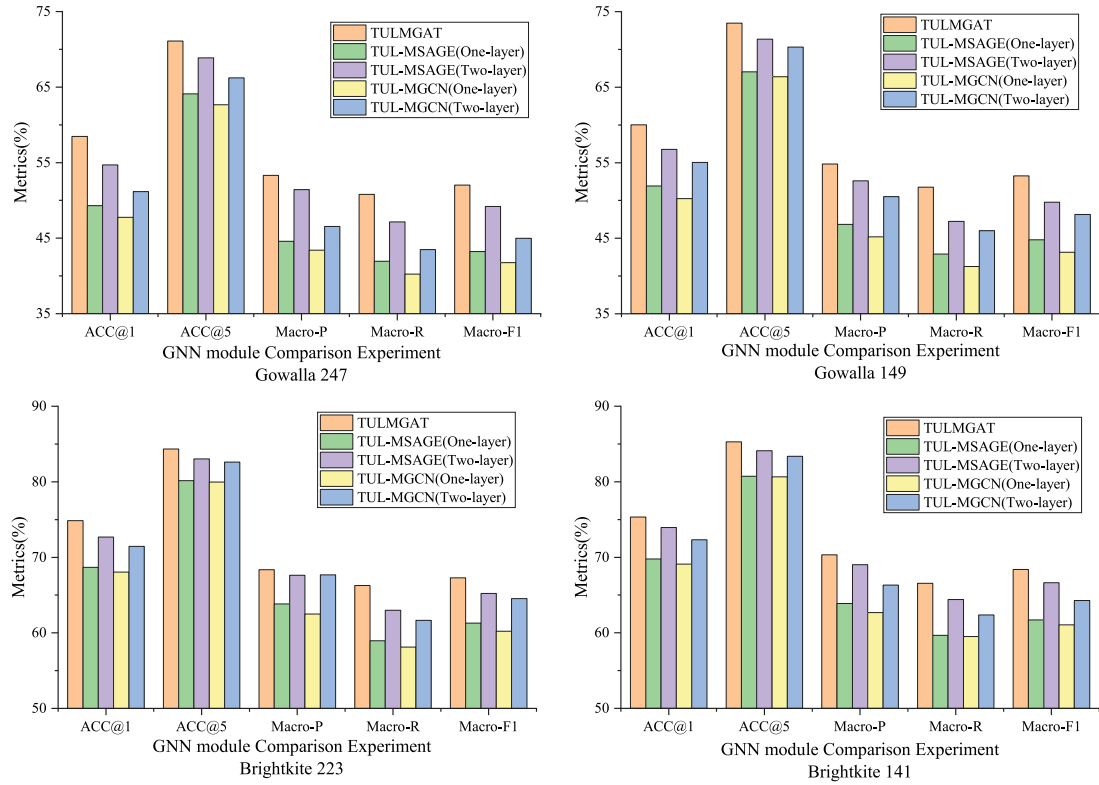 75
65
55
45
35
Metrics(%)
TULMGAT
TUL-MSAGE(One-layer)
TUL-MSAGE(Two-layer)
TUL-MGCN(One-layer)
TUL-MGCN(Two-layer)
ACC@1 ACC@5 Macro-P Macro-R Macro-F1
GNN module Comparison Experiment
Gowalla 247
75
65
55
45
35
Metrics(%)
TULMGAT
TUL-MSAGE(One-layer)
TUL-MSAGE(Two-layer)
TUL-MGCN(One-layer)
TUL-MGCN(Two-layer)
ACC@1 ACC@5 Macro-P Macro-R Macro-F1
GNN module Comparison Experiment
Gowalla 149
90
80
70
60
50
Metrics(%)
TULMGAT
TUL-MSAGE(One-layer)
TUL-MSAGE(Two-layer)
TUL-MGCN(One-layer)
TUL-MGCN(Two-layer)
ACC@1 ACC@5 Macro-P Macro-R Macro-F1
GNN module Comparison Experiment
Brightkite 223
90
80
70
60
50
Metrics(%)
TULMGAT
TUL-MSAGE(One-layer)
TUL-MSAGE(Two-layer)
TUL-MGCN(One-layer)
TUL-MGCN(Two-layer)
ACC@1 ACC@5 Macro-P Macro-R Macro-F1
GNN module Comparison Experiment
Brightkite 141